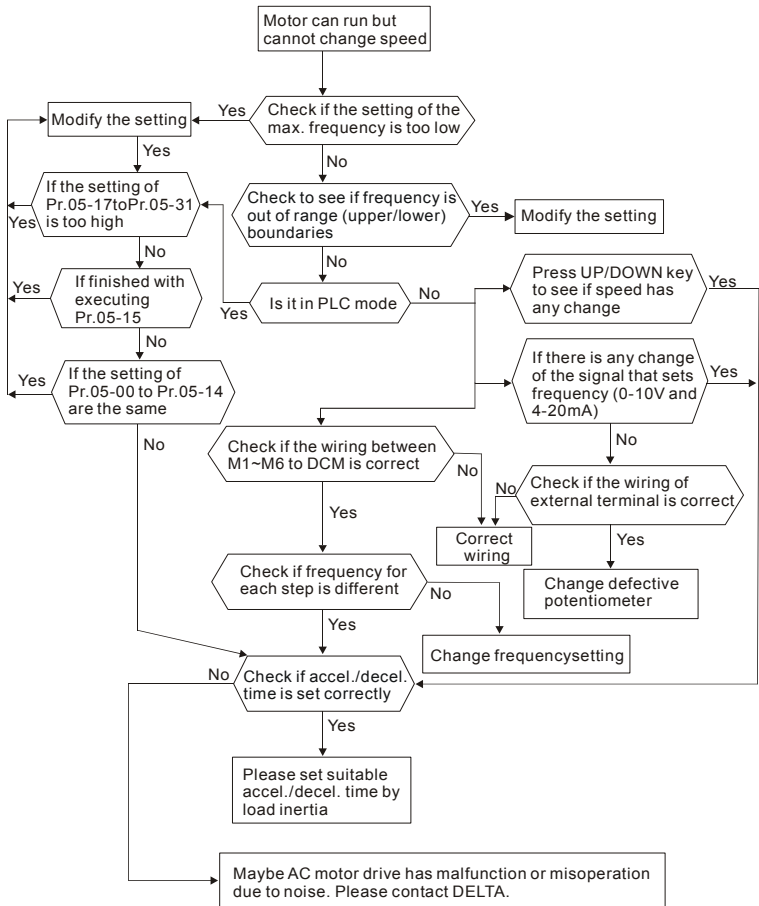 Motor can run but
cannot change speed
Yes
Check if the setting of the
max. frequency is too low
Modify the setting
Yes
No
If the setting of
Pr.05-17toPr.05-31
is too high
Yes
Check to see if frequency is
out of range (upper/lower)
boundaries
Yes
Modify the setting
No
No
If finished with
executing
Pr.05-15
Yes
Yes
Is it in PLC mode
No
Press UP/DOWN key
to see if speed has
any change
Yes
No
If the setting of
Pr.05-00 to Pr.05-14
are the same
Yes
If there is any change
of the signal that sets
frequency (0-10V and
4-20mA)
Yes
No
Check if the wiring between
M1~M6 to DCM is correct
No
No
No
Check if the wiring of
external terminal is correct
Yes
Correct
wiring
Yes
Check if frequency for
each step is different
No
Change defective
potentiometer
Yes
Change frequencysetting
No
Check if accel./decel.
time is set correctly
Yes
Please set suitable
accel./decel. time by
load inertia
Maybe AC motor drive has malfunction or misoperation
due to noise. Please contact DELTA.